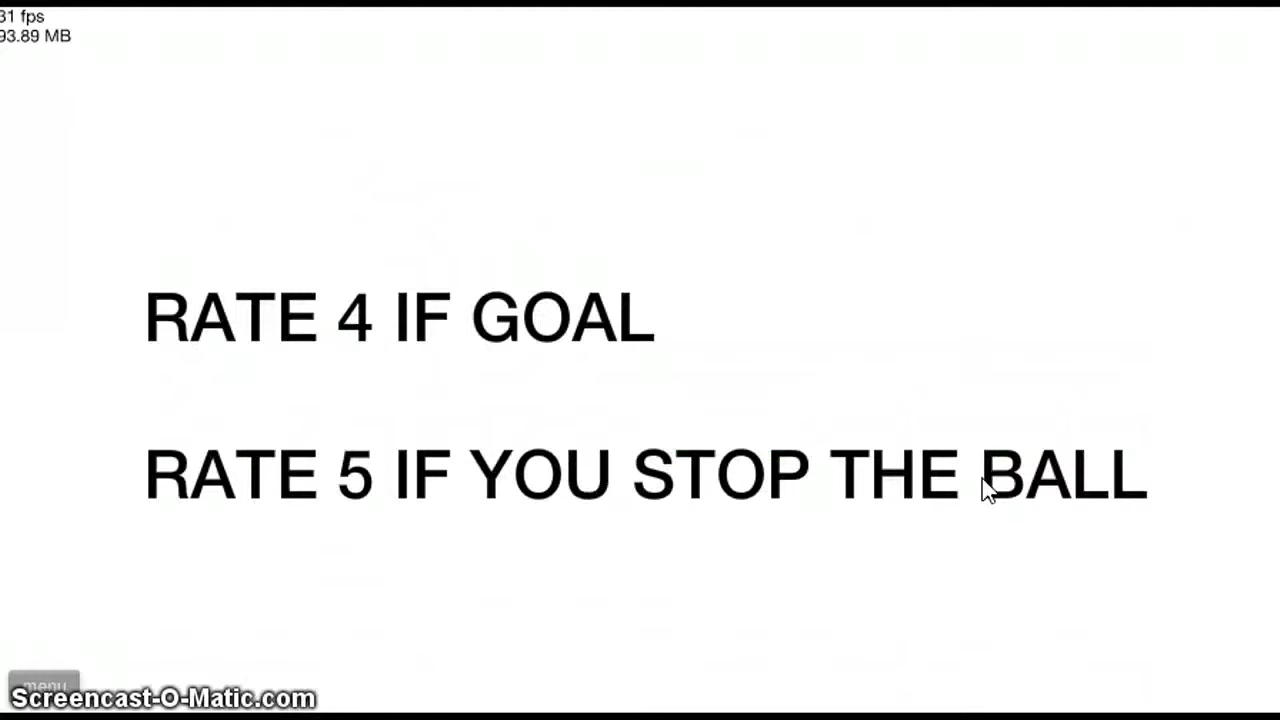 31 fps
93.89 MB
RATE 4 IF GOAL
RATE 5 IF YOU STOP THE BALL
menu
Screencast-O-Matic.com